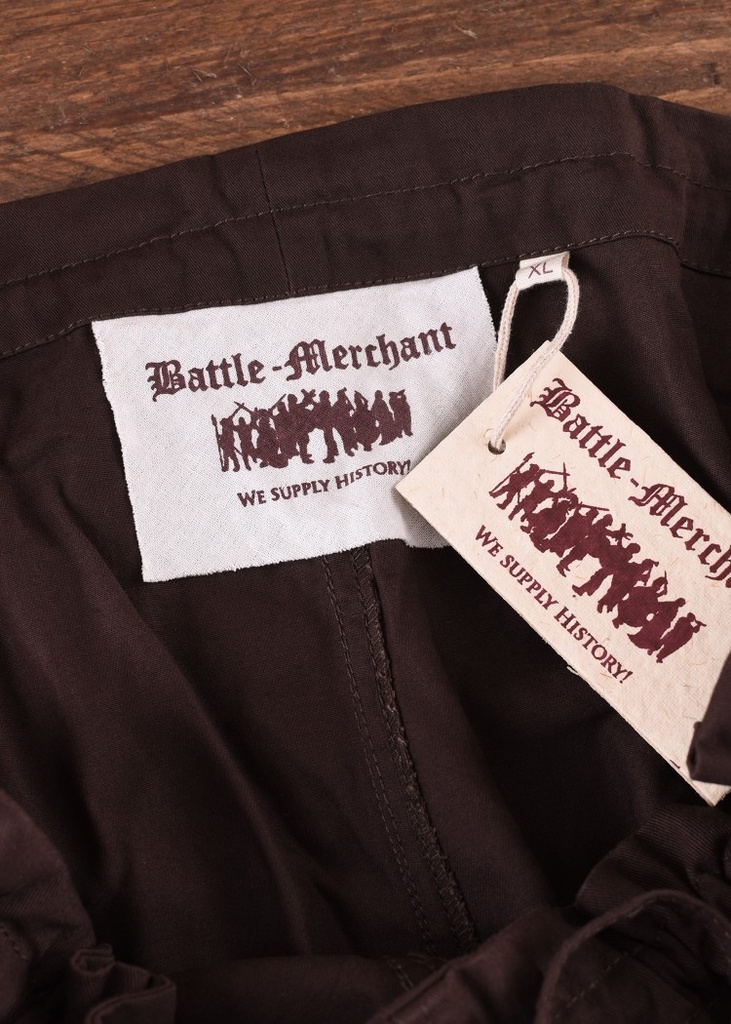 Battle-Merchant
WE SUPPLY HISTORY!
XL
Battle-Merch
WE SUPPLY HISTORY!